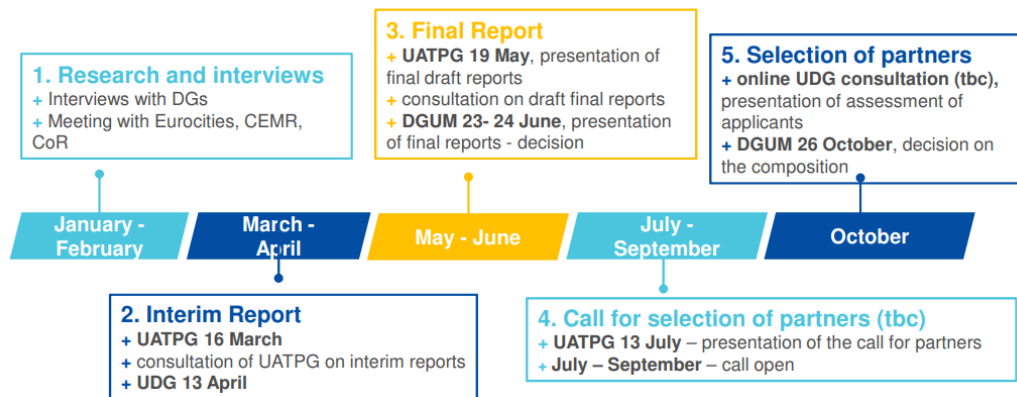 1. Research and interviews
+ Interviews with DGs
+ Meeting with Eurocities, CEMR,
CoR
3. Final Report
+ UATPG 19 May, presentation of
final draft reports
+ consultation on draft final reports
+ DGUM 23- 24 June, presentation
of final reports - decision
5. Selection of partners
+ online UDG consultation (tbc),
presentation of assessment of
applicants
+ DGUM 26 October, decision on
the composition
January -
February
March -
April
May - June
July -
September
October
2. Interim Report
+ UATPG 16 March
+ consultation of UATPG on interim reports
+ UDG 13 April
4. Call for selection of partners (tbc)
+ UATPG 13 July – presentation of the call for partners
+ July – September – call open